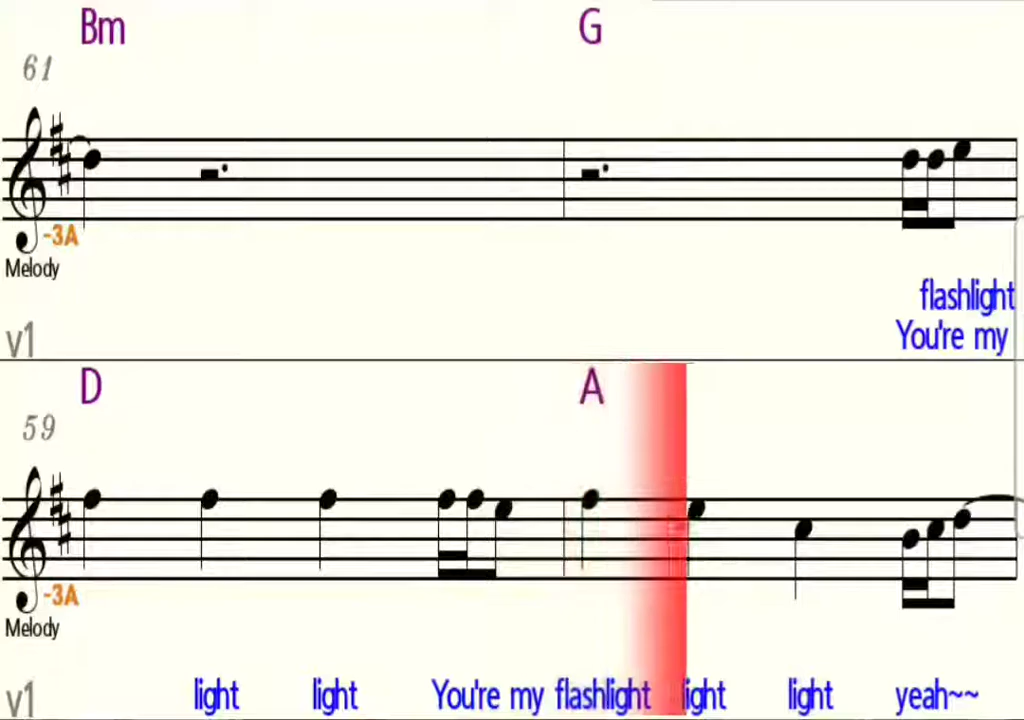 Bm G
61
-3A
Melody
flashlight
v1 You're my
D A
59
-3A
Melody
v1 light light You're my flashlight light light yeah~~